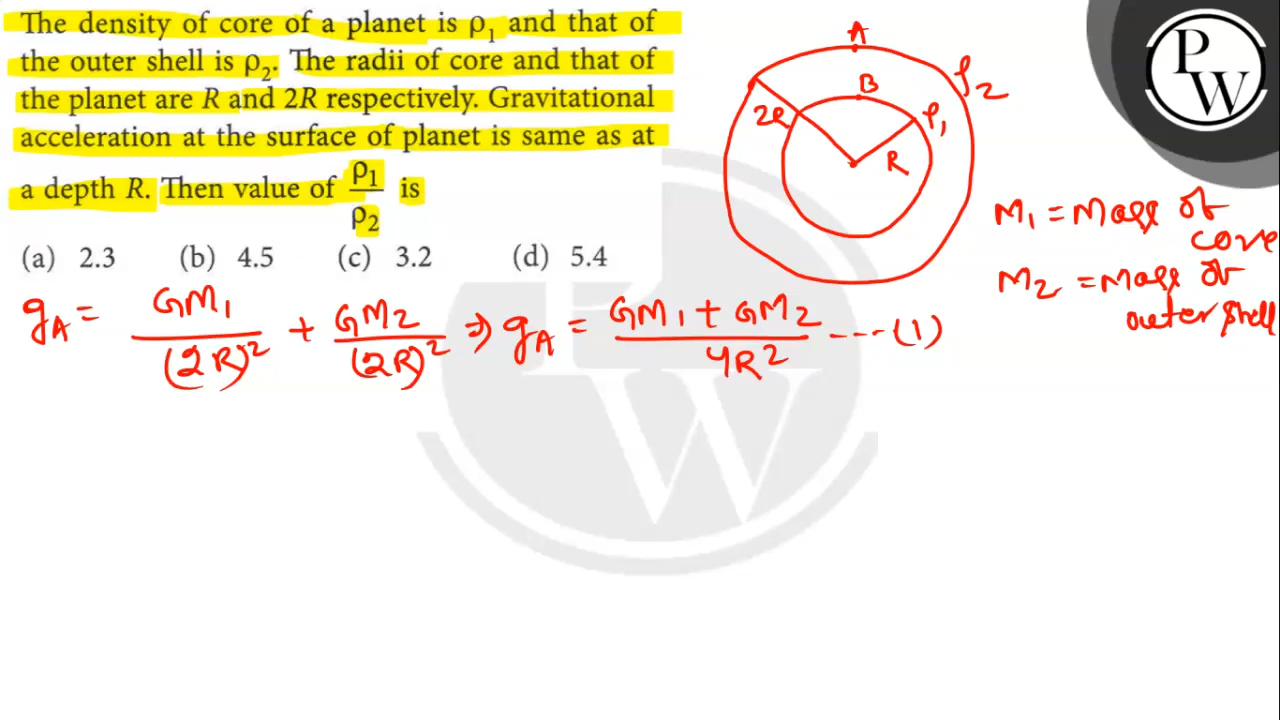 The density of core of a planet is ρ₁ and that of
the outer shell is ρ₂. The radii of core and that of
the planet are R and 2R respectively. Gravitational
acceleration at the surface of planet is same as at
a depth R. Then value of ρ₁/ρ₂ is
(a) 2.3 (b) 4.5 (c) 3.2 (d) 5.4
A
B
ρ₂
2R
ρ₁
R
P
W
M₁ = Mass of
core
M₂ = Mass of
outer shell
g_A = GM₁/(2R)² + GM₂/(2R)² ⇒ g_A = GM₁ + GM₂/4R² ----(1)
P
W